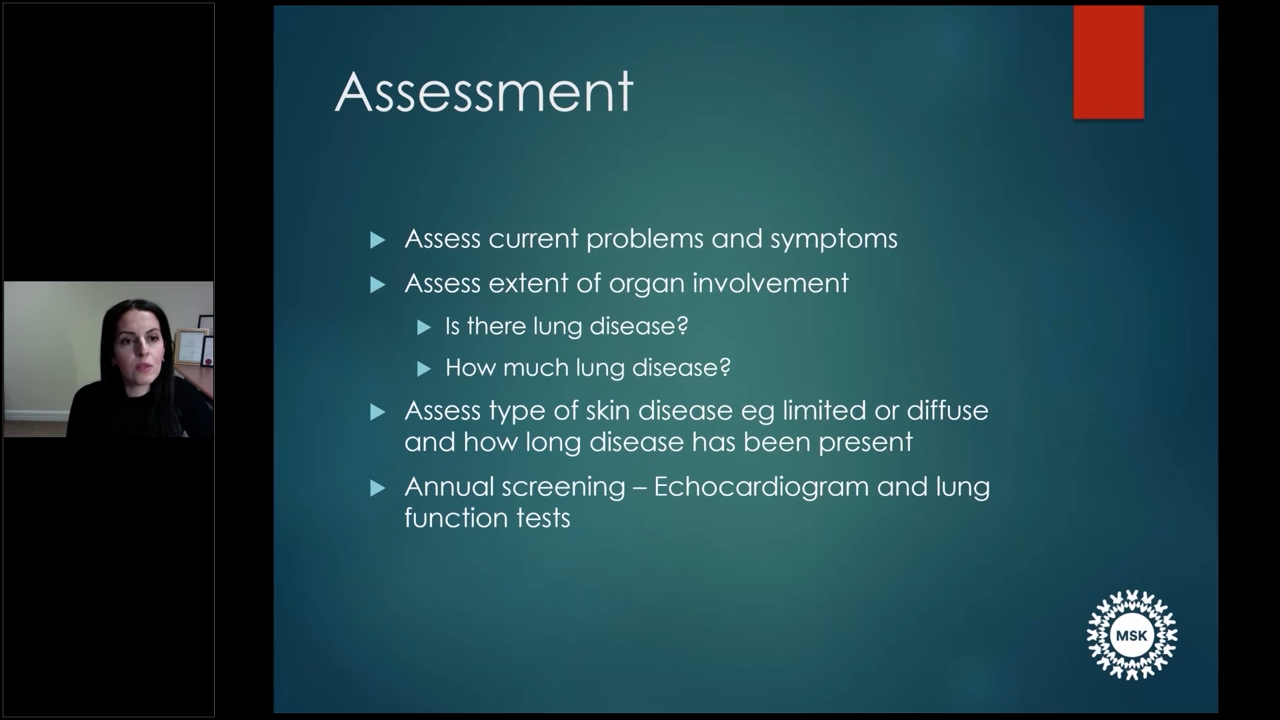 Assessment
Assess current problems and symptoms
Assess extent of organ involvement
Is there lung disease?
How much lung disease?
Assess type of skin disease eg limited or diffuse
and how long disease has been present
Annual screening – Echocardiogram and lung
function tests
MSK